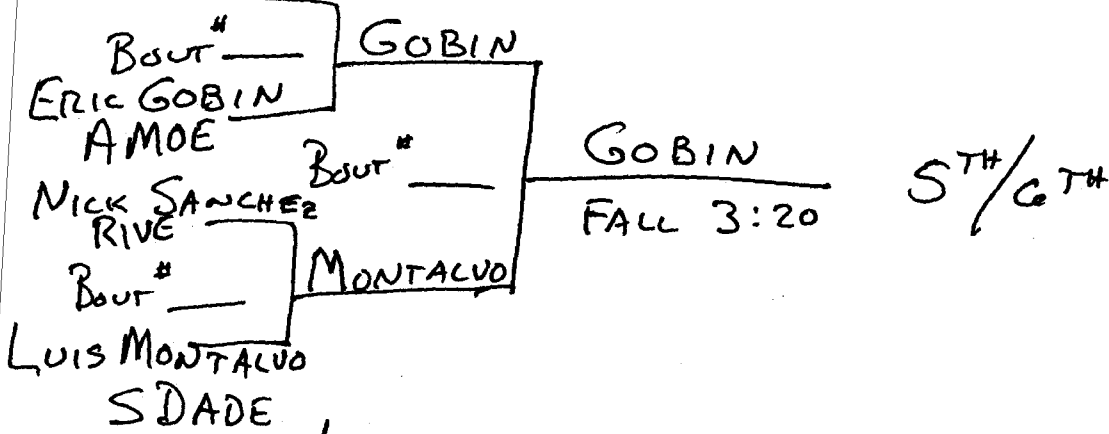 Bout # ___ GOBIN
ERIC GOBIN
AMOE
Bout # ___
GOBIN
FALL 3:20
5TH/6TH
NICK SANCHEZ
RIVE
Bout # ___ MONTALVO
LUIS MONTALVO
SDADE